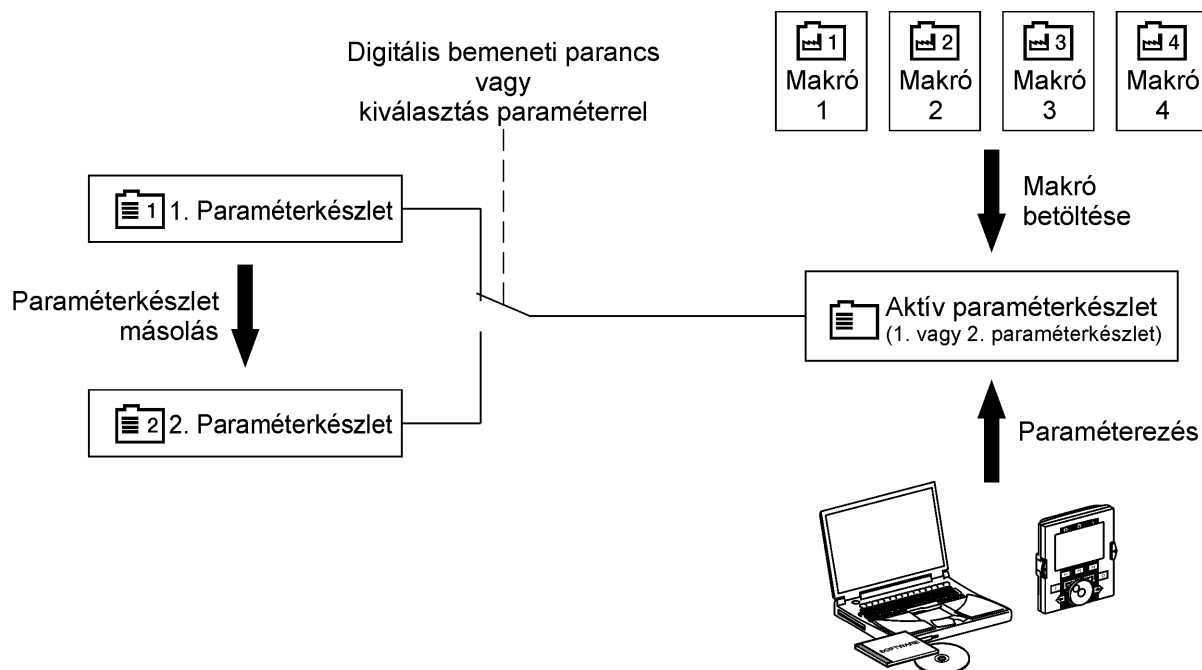 Digitális bemeneti parancs
vagy
kiválasztás paraméterrel
1
Makró
1
2
Makró
2
3
Makró
3
4
Makró
4
Makró
betöltése
1 1. Paraméterkészlet
Paraméterkészlet
másolás
2 2. Paraméterkészlet
Aktív paraméterkészlet
(1. vagy 2. paraméterkészlet)
Paraméterezés
SOFTWARE